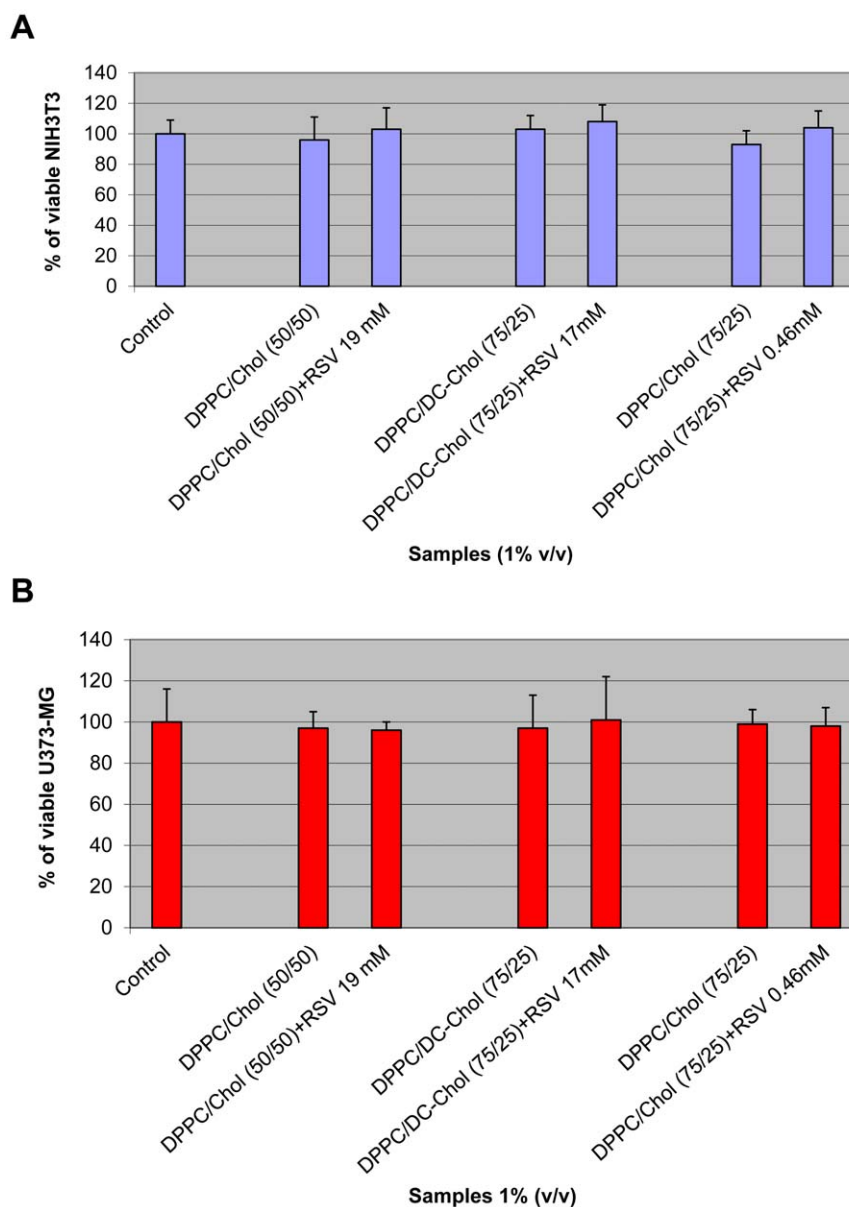 A
% of viable NIH3T3
140
120
100
80
60
40
20
0
Control
DPPC/Chol (50/50)
DPPC/Chol (50/50)+RSV 19 mM
DPPC/DC-Chol (75/25)
DPPC/DC-Chol (75/25)+RSV 17mM
DPPC/Chol (75/25)
DPPC/Chol (75/25)+RSV 0.46mM
Samples (1% v/v)
B
% of viable U373-MG
140
120
100
80
60
40
20
0
Control
DPPC/Chol (50/50)
DPPC/Chol (50/50)+RSV 19 mM
DPPC/DC-Chol (75/25)
DPPC/DC-Chol (75/25)+RSV 17mM
DPPC/Chol (75/25)
DPPC/Chol (75/25)+RSV 0.46mM
Samples 1% (v/v)